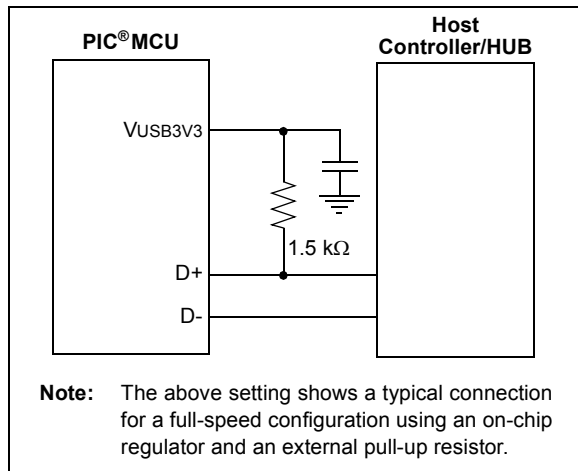 PIC® MCU
Host
Controller/HUB
VUSB3V3
1.5 kΩ
D+
D-
Note: The above setting shows a typical connection
for a full-speed configuration using an on-chip
regulator and an external pull-up resistor.